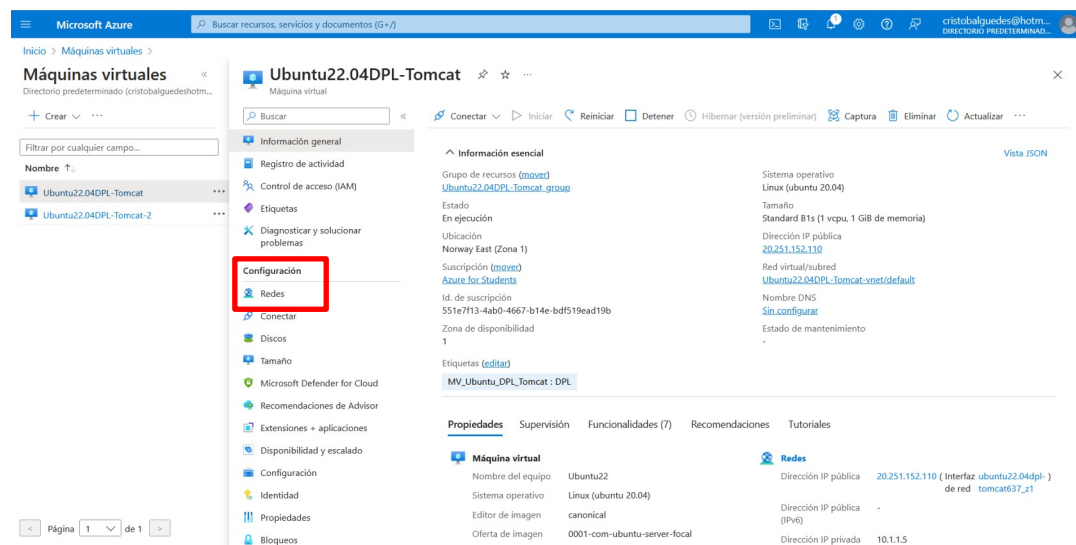 Microsoft Azure
Buscar recursos, servicios y documentos (G+/)
1
cristobalguedes@hotm...
DIRECTORIO PREDETERMINAD...
Inicio > Máquinas virtuales >
Máquinas virtuales «
Directorio predeterminado (cristobalguedeshotm...
+ Crear ···
Filtrar por cualquier campo...
Nombre ↑↓
Ubuntu22.04DPL-Tomcat ···
Ubuntu22.04DPL-Tomcat-2 ···
< Página 1 de 1 >
Ubuntu22.04DPL-Tomcat ···
Máquina virtual
Buscar «
Información general
Registro de actividad
Control de acceso (IAM)
Etiquetas
Diagnosticar y solucionar
problemas
Configuración
Redes
Conectar
Discos
Tamaño
Microsoft Defender for Cloud
Recomendaciones de Advisor
Extensiones + aplicaciones
Disponibilidad y escalado
Configuración
Identidad
Propiedades
Bloqueos
Conectar Iniciar Reiniciar Detener Hibernar (versión preliminar) Captura Eliminar Actualizar ···
Información esencial
Vista JSON
Grupo de recursos (mover)
Ubuntu22.04DPL-Tomcat_group
Estado
En ejecución
Ubicación
Norway East (Zona 1)
Suscripción (mover)
Azure for Students
Id. de suscripción
551e7f13-4ab0-4667-b14e-bdf519ead19b
Zona de disponibilidad
1
Sistema operativo
Linux (ubuntu 20.04)
Tamaño
Standard B1s (1 vcpu, 1 GiB de memoria)
Dirección IP pública
20.251.152.110
Red virtual/subred
Ubuntu22.04DPL-Tomcat-vnet/default
Nombre DNS
Sin configurar
Estado de mantenimiento
-
Etiquetas (editar)
MV_Ubuntu_DPL_Tomcat : DPL
Propiedades Supervisión Funcionalidades (7) Recomendaciones Tutoriales
Máquina virtual
Nombre del equipo Ubuntu22
Sistema operativo Linux (ubuntu 20.04)
Editor de imagen canonical
Oferta de imagen 0001-com-ubuntu-server-focal
Redes
Dirección IP pública 20.251.152.110 ( Interfaz ubuntu22.04dpl- )
de red tomcat637_z1
Dirección IP pública -
(IPv6)
Dirección IP privada 10.1.1.5